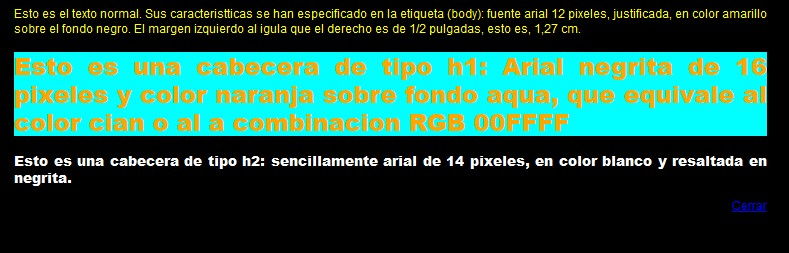 Esto es el texto normal. Sus caracteristticas se han especificado en la etiqueta (body): fuente arial 12 pixeles, justificada, en color amarillo
sobre el fondo negro. El margen izquierdo al igula que el derecho es de 1/2 pulgadas, esto es, 1,27 cm.
Esto es una cabecera de tipo h1: Arial negrita de 16
pixeles y color naranja sobre fondo aqua, que equivale al
color cian o al a combinacion RGB 00FFFF
Esto es una cabecera de tipo h2: sencillamente arial de 14 pixeles, en color blanco y resaltada en
negrita.
Cerrar